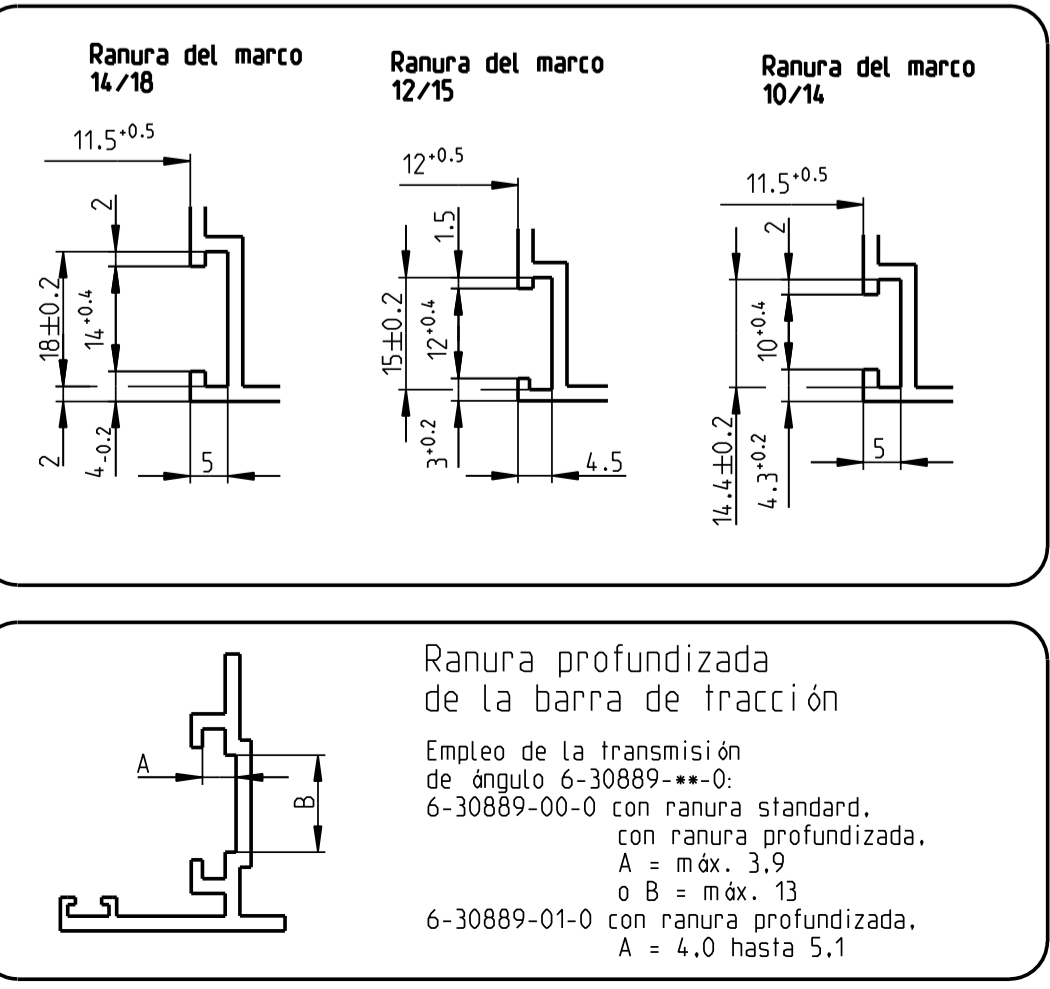 Ranura del marco
14/18
11.5+0.5
2
18±0.2
14+0.4
2
4-0.2
5
Ranura del marco
12/15
12+0.5
1.5
15±0.2
12+0.4
3+0.2
4.5
Ranura del marco
10/14
11.5+0.5
2
10+0.4
14.4±0.2
4.3+0.2
5
A
B
Ranura profundizada
de la barra de tracción
Empleo de la transmisión
de ángulo 6-30889-**-0:
6-30889-00-0 con ranura standard,
con ranura profundizada,
A = máx. 3,9
o B = máx. 13
6-30889-01-0 con ranura profundizada,
A = 4,0 hasta 5,1